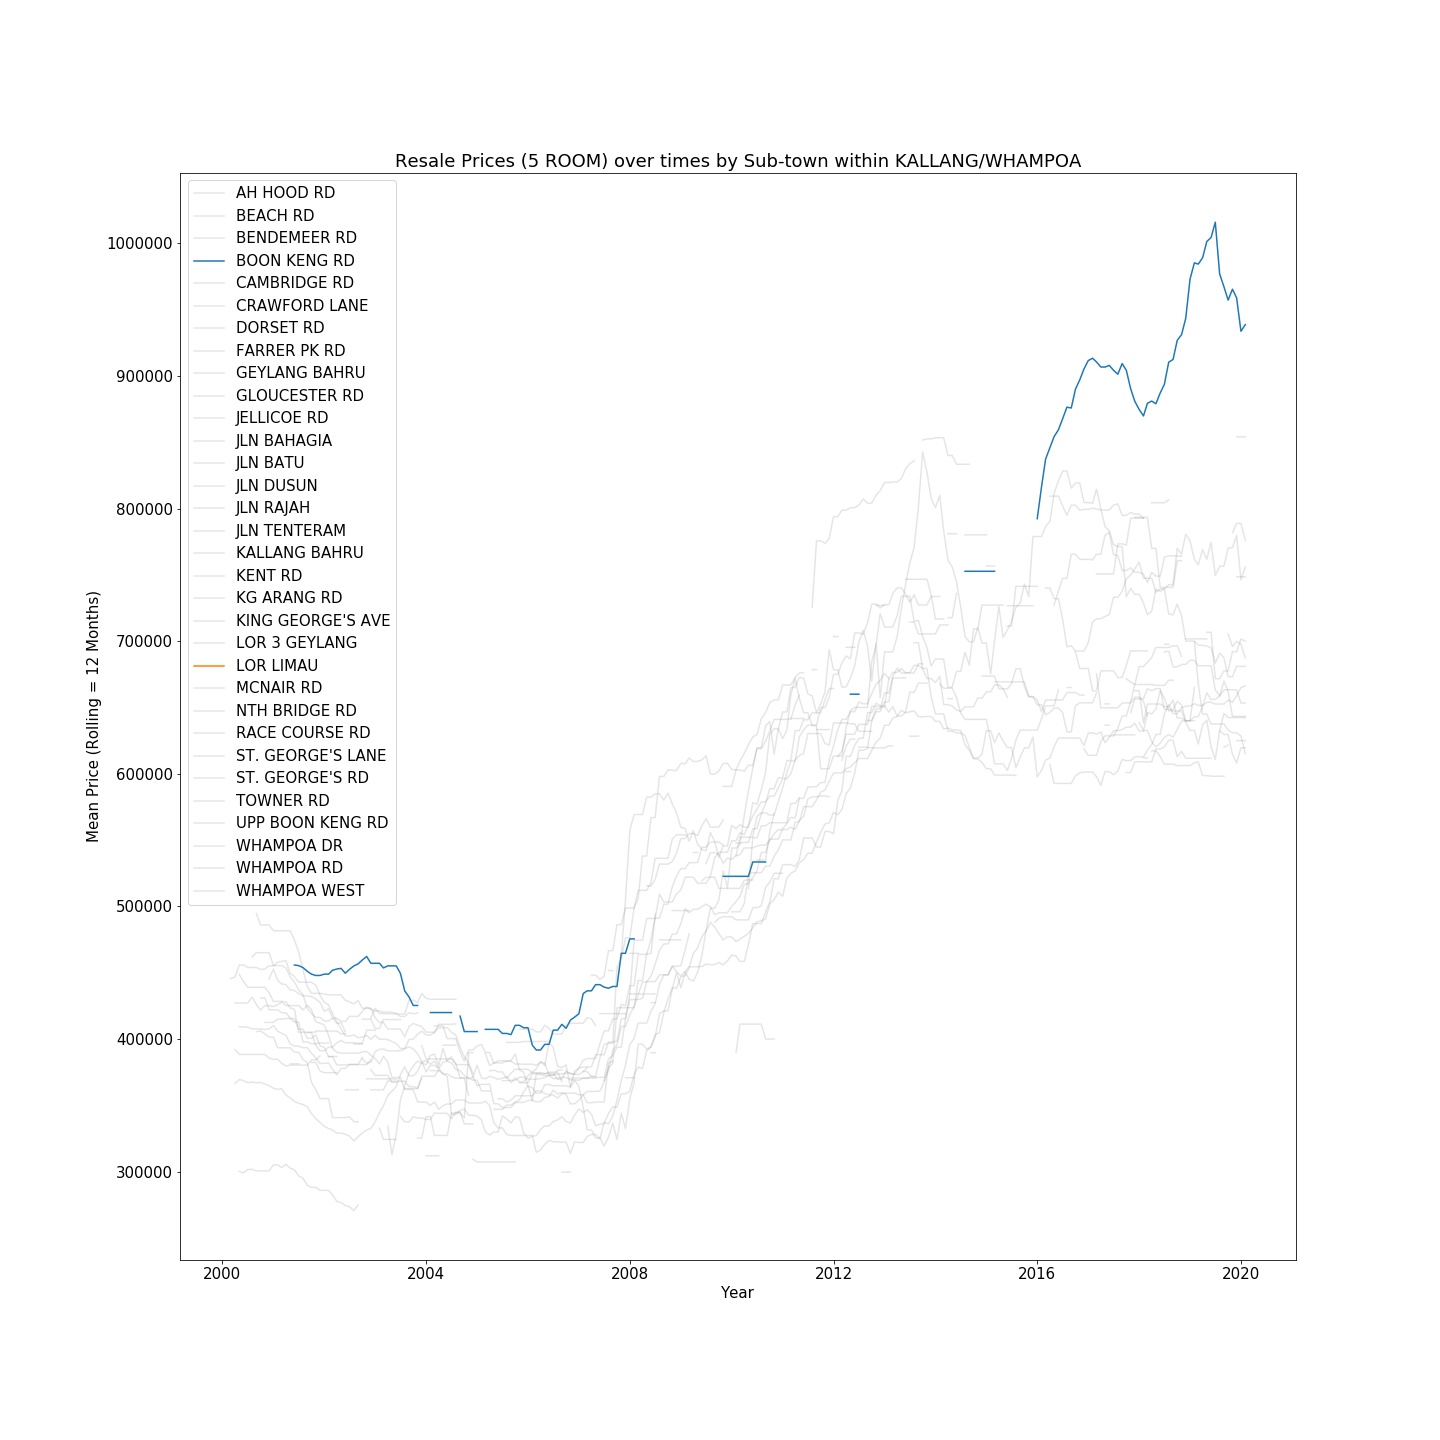 Resale Prices (5 ROOM) over times by Sub-town within KALLANG/WHAMPOA
AH HOOD RD
BEACH RD
BENDEMEER RD
BOON KENG RD
CAMBRIDGE RD
CRAWFORD LANE
DORSET RD
FARRER PK RD
GEYLANG BAHRU
GLOUCESTER RD
JELLICOE RD
JLN BAHAGIA
JLN BATU
JLN DUSUN
JLN RAJAH
JLN TENTERAM
KALLANG BAHRU
KENT RD
KG ARANG RD
KING GEORGE'S AVE
LOR 3 GEYLANG
LOR LIMAU
MCNAIR RD
NTH BRIDGE RD
RACE COURSE RD
ST. GEORGE'S LANE
ST. GEORGE'S RD
TOWNER RD
UPP BOON KENG RD
WHAMPOA DR
WHAMPOA RD
WHAMPOA WEST
1000000
900000
800000
700000
600000
500000
400000
300000
Mean Price (Rolling = 12 Months)
2000 2004 2008 2012 2016 2020
Year